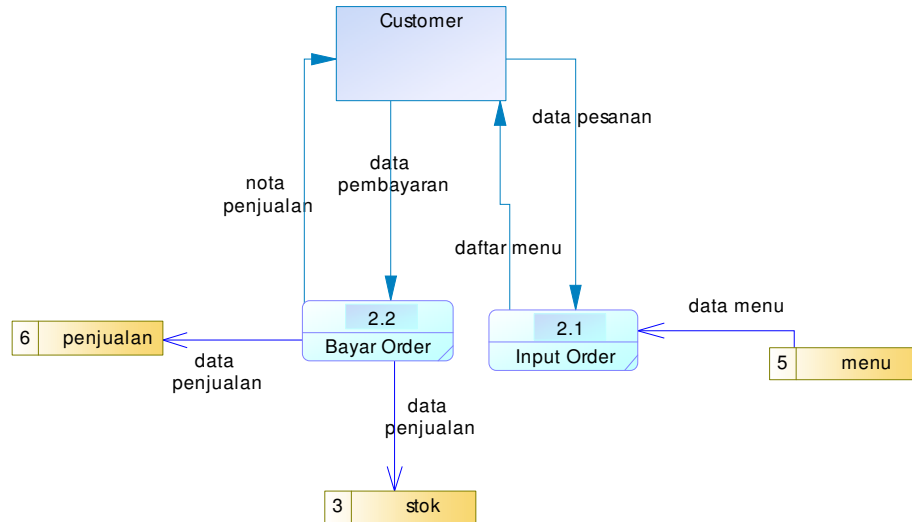 Customer
data pesanan
data
pembayaran
nota
penjualan
daftar menu
data menu
2.2
Bayar Order
2.1
Input Order
6 penjualan
data
penjualan
5 menu
data
penjualan
3 stok